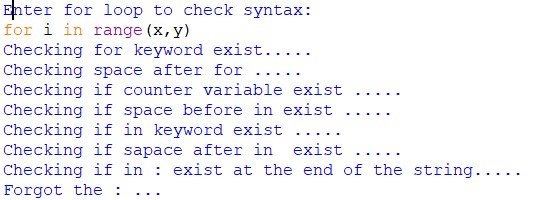 Enter for loop to check syntax:
for i in range(x,y)
Checking for keyword exist.....
Checking space after for .....
Checking if counter variable exist .....
Checking if space before in exist .....
Checking if in keyword exist .....
Checking if sapace after in  exist .....
Checking if in : exist at the end of the string.....
Forgot the : ...